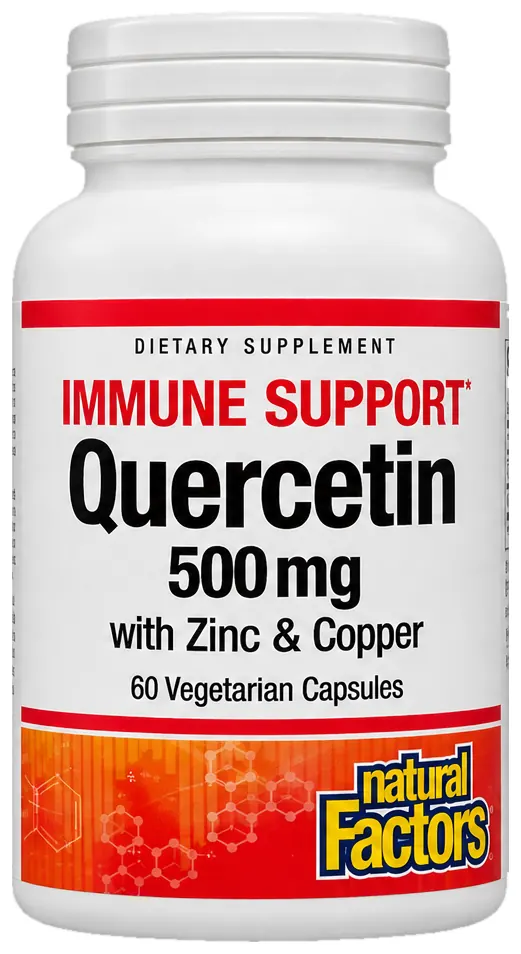 DIETARY SUPPLEMENT
IMMUNE SUPPORT*
Quercetin
500 mg
with Zinc & Copper
60 Vegetarian Capsules
natural
Factors®